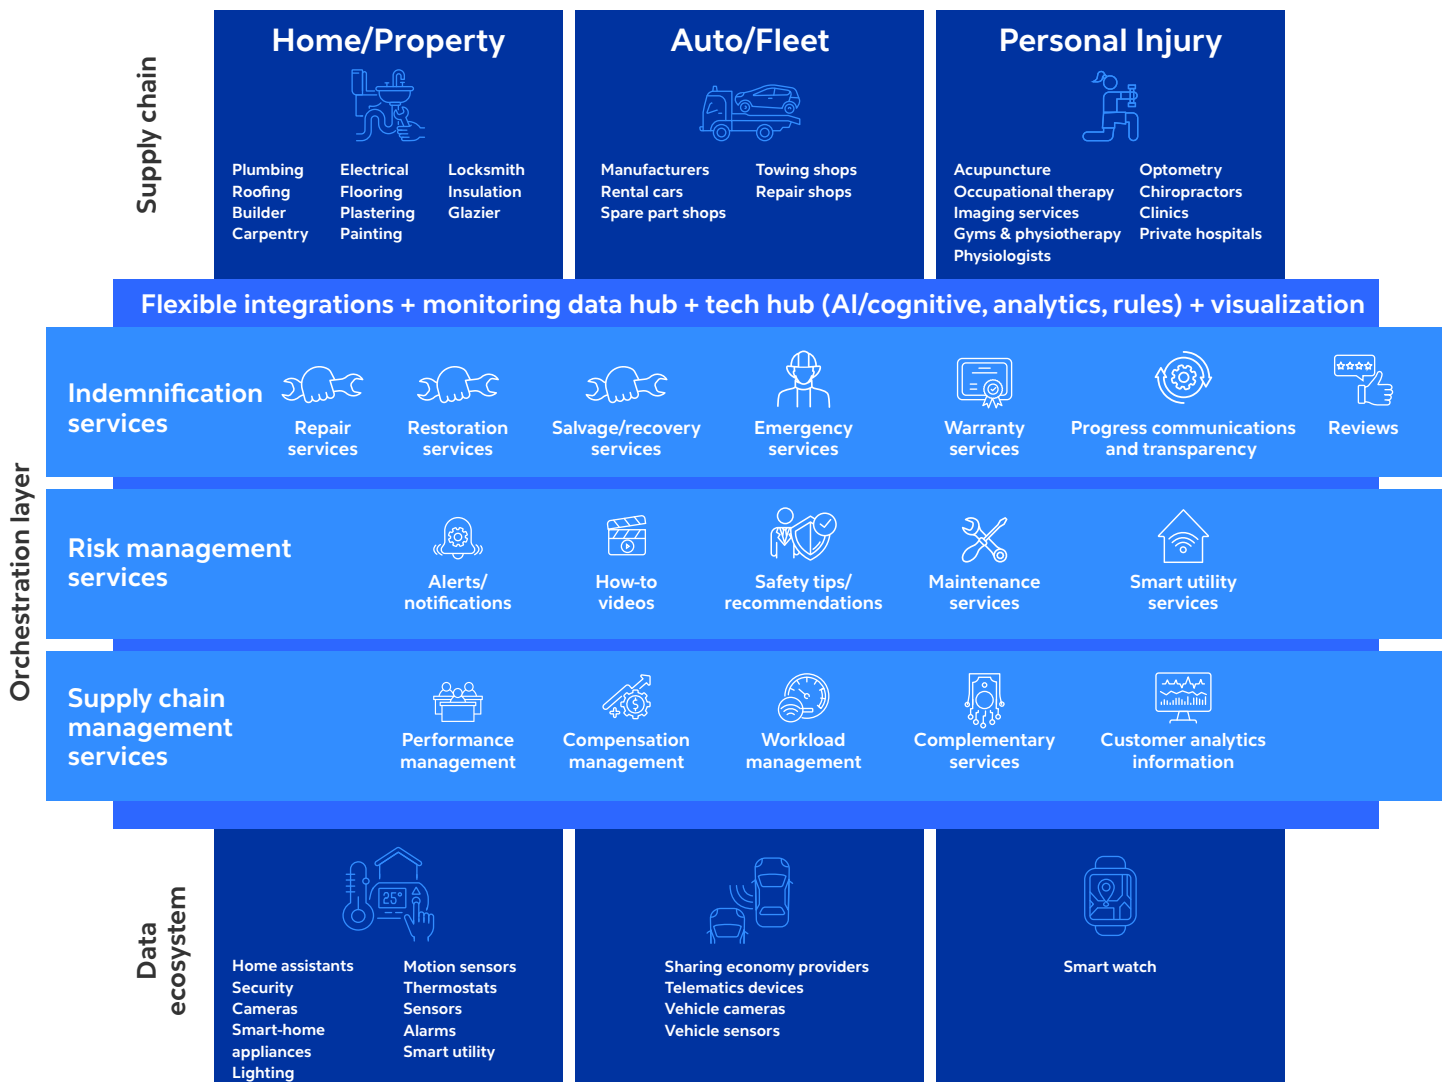 Supply chain
Home/Property
Plumbing
Roofing
Builder
Carpentry
Electrical
Flooring
Plastering
Painting
Locksmith
Insulation
Glazier
Auto/Fleet
Manufacturers
Rental cars
Spare part shops
Towing shops
Repair shops
Personal Injury
Acupuncture
Occupational therapy
Imaging services
Gyms & physiotherapy
Physiologists
Optometry
Chiropractors
Clinics
Private hospitals
Orchestration layer
Flexible integrations + monitoring data hub + tech hub (AI/cognitive, analytics, rules) + visualization
Indemnification
services
Repair
services
Restoration
services
Salvage/recovery
services
Emergency
services
Warranty
services
Progress communications
and transparency
Reviews
Risk management
services
Alerts/
notifications
How-to
videos
Safety tips/
recommendations
Maintenance
services
Smart utility
services
Supply chain
management
services
Performance
management
Compensation
management
Workload
management
Complementary
services
Customer analytics
information
Data
ecosystem
25°
Home assistants
Security
Cameras
Smart-home
appliances
Lighting
Motion sensors
Thermostats
Sensors
Alarms
Smart utility
Sharing economy providers
Telematics devices
Vehicle cameras
Vehicle sensors
Smart watch